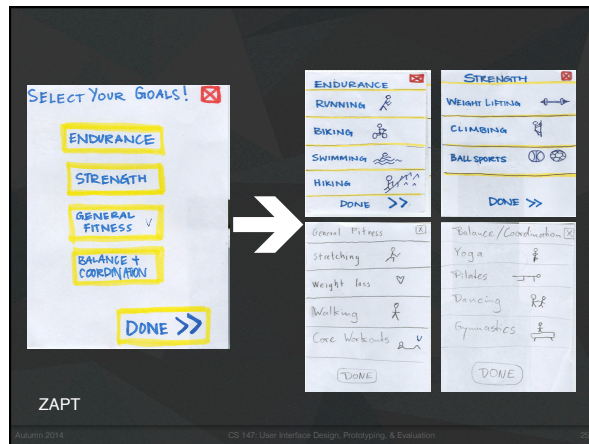 SELECT YOUR GOALS!
ENDURANCE
STRENGTH
GENERAL
FITNESS
BALANCE +
COORDINATION
DONE >>
ENDURANCE
RUNNING
BIKING
SWIMMING
HIKING
DONE >>
STRENGTH
WEIGHT LIFTING
CLIMBING
BALL SPORTS
DONE >>
General Fitness
Stretching
Weight loss
Walking
Core Workouts
DONE
Balance/Coordination
Yoga
Pilates
Dancing
Gymnastics
DONE
ZAPT
Autumn 2014
CS 147: User Interface Design, Prototyping, & Evaluation
25